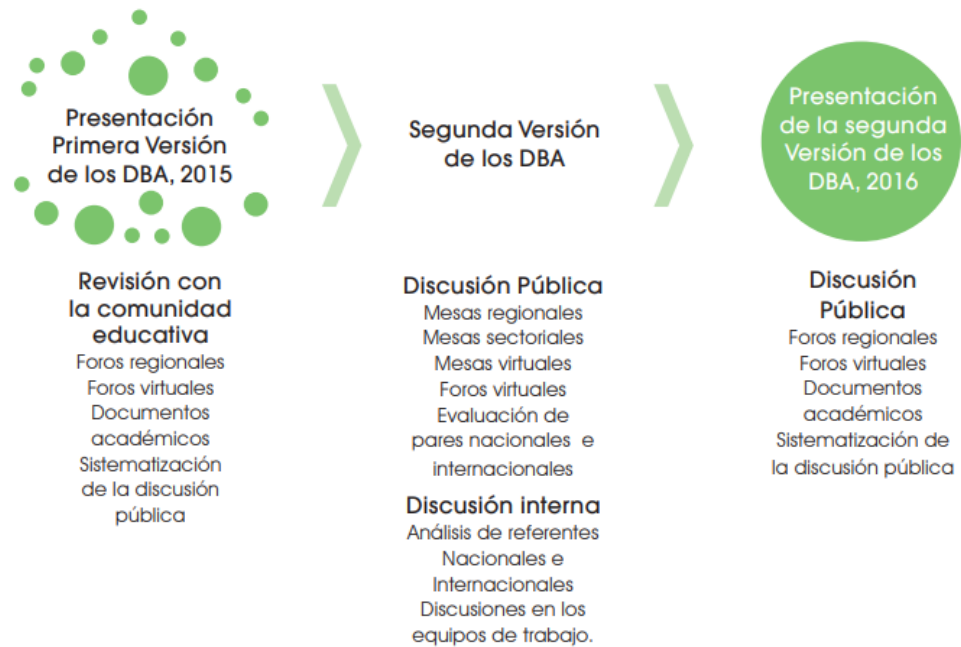 Presentación
Primera Versión
de los DBA, 2015
Revisión con
la comunidad
educativa
Foros regionales
Foros virtuales
Documentos
académicos
Sistematización
de la discusión
pública
Segunda Versión
de los DBA
Discusión Pública
Mesas regionales
Mesas sectoriales
Mesas virtuales
Foros virtuales
Evaluación de
pares nacionales e
internacionales
Discusión interna
Análisis de referentes
Nacionales e
Internacionales
Discusiones en los
equipos de trabajo.
Presentación
de la segunda
Versión de los
DBA, 2016
Discusión
Pública
Foros regionales
Foros virtuales
Documentos
académicos
Sistematización de
la discusión pública